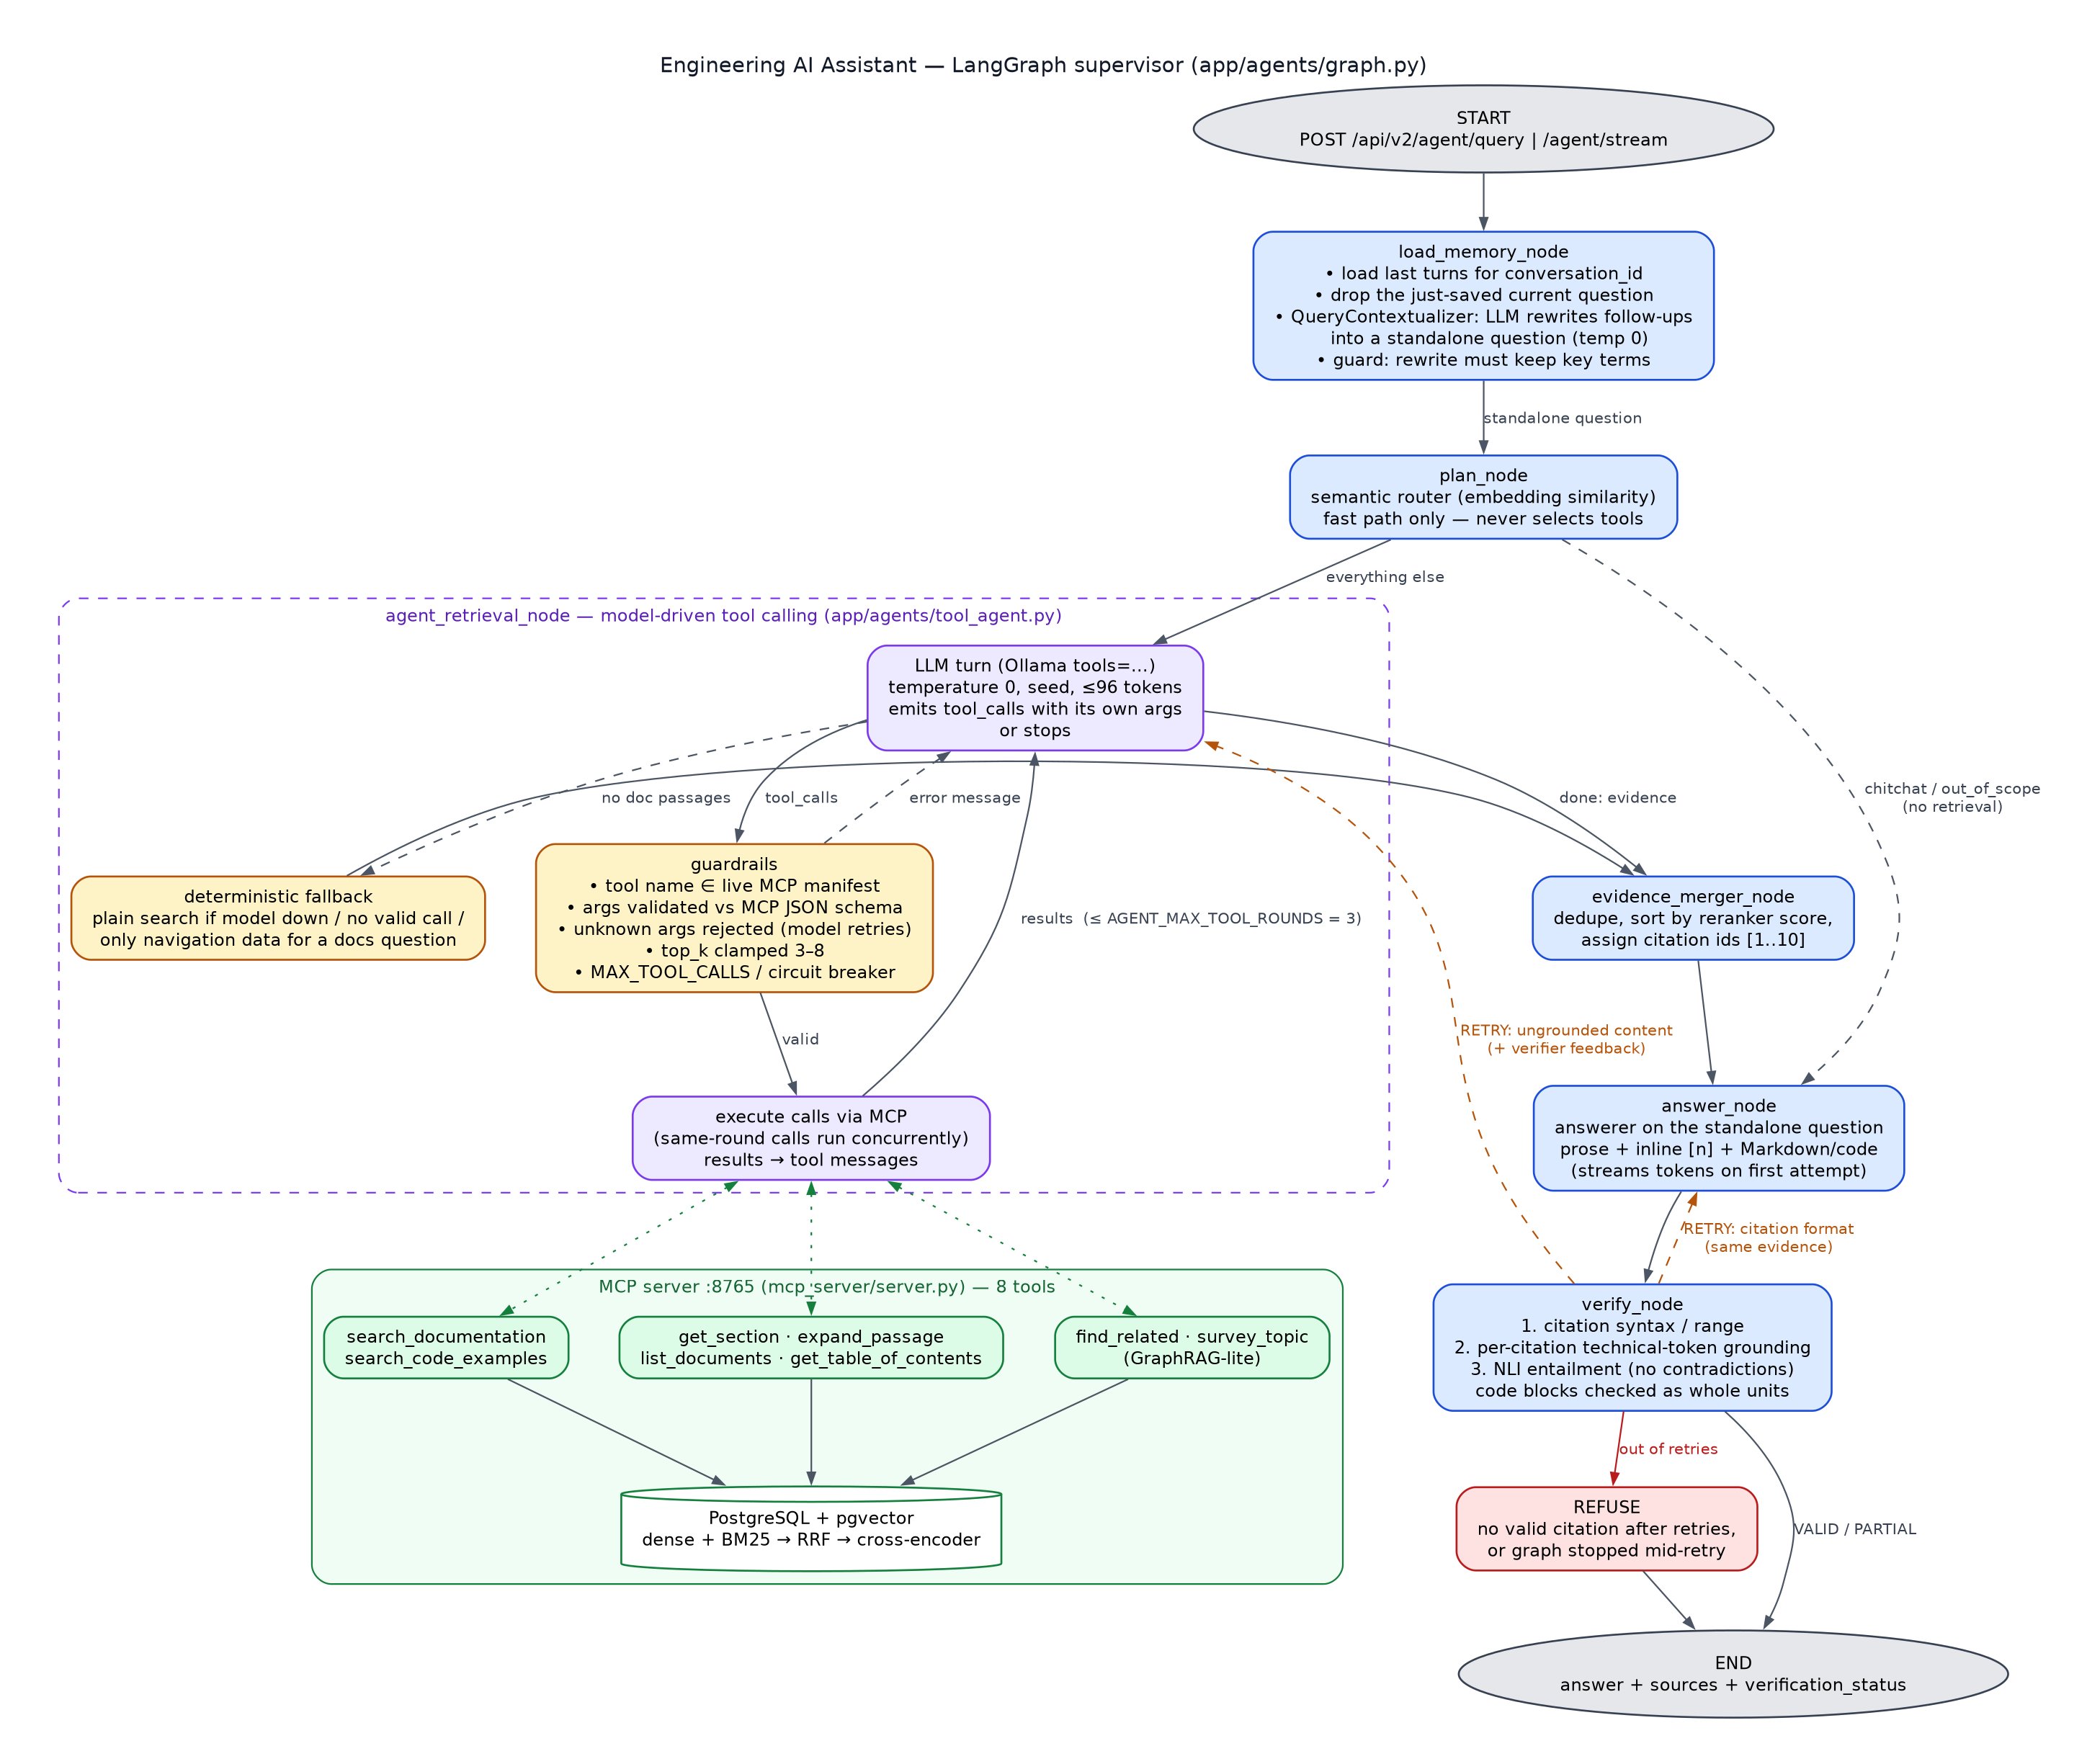 Engineering AI Assistant — LangGraph supervisor (app/agents/graph.py)
START
POST /api/v2/agent/query | /agent/stream
load_memory_node
• load last turns for conversation_id
• drop the just-saved current question
• QueryContextualizer: LLM rewrites follow-ups
into a standalone question (temp 0)
• guard: rewrite must keep key terms
standalone question
plan_node
semantic router (embedding similarity)
fast path only — never selects tools
everything else
chitchat / out_of_scope
(no retrieval)
agent_retrieval_node — model-driven tool calling (app/agents/tool_agent.py)
LLM turn (Ollama tools=...)
temperature 0, seed, ≤96 tokens
emits tool_calls with its own args
or stops
no doc passages
tool_calls
error message
done: evidence
deterministic fallback
plain search if model down / no valid call /
only navigation data for a docs question
guardrails
• tool name ∈ live MCP manifest
• args validated vs MCP JSON schema
• unknown args rejected (model retries)
• top_k clamped 3–8
• MAX_TOOL_CALLS / circuit breaker
results  (≤ AGENT_MAX_TOOL_ROUNDS = 3)
evidence_merger_node
dedupe, sort by reranker score,
assign citation ids [1..10]
valid
RETRY: ungrounded content
(+ verifier feedback)
execute calls via MCP
(same-round calls run concurrently)
results → tool messages
answer_node
answerer on the standalone question
prose + inline [n] + Markdown/code
(streams tokens on first attempt)
RETRY: citation format
(same evidence)
MCP server :8765 (mcp_server/server.py) — 8 tools
search_documentation
search_code_examples
get_section · expand_passage
list_documents · get_table_of_contents
find_related · survey_topic
(GraphRAG-lite)
verify_node
1. citation syntax / range
2. per-citation technical-token grounding
3. NLI entailment (no contradictions)
code blocks checked as whole units
out of retries
PostgreSQL + pgvector
dense + BM25 → RRF → cross-encoder
REFUSE
no valid citation after retries,
or graph stopped mid-retry
VALID / PARTIAL
END
answer + sources + verification_status